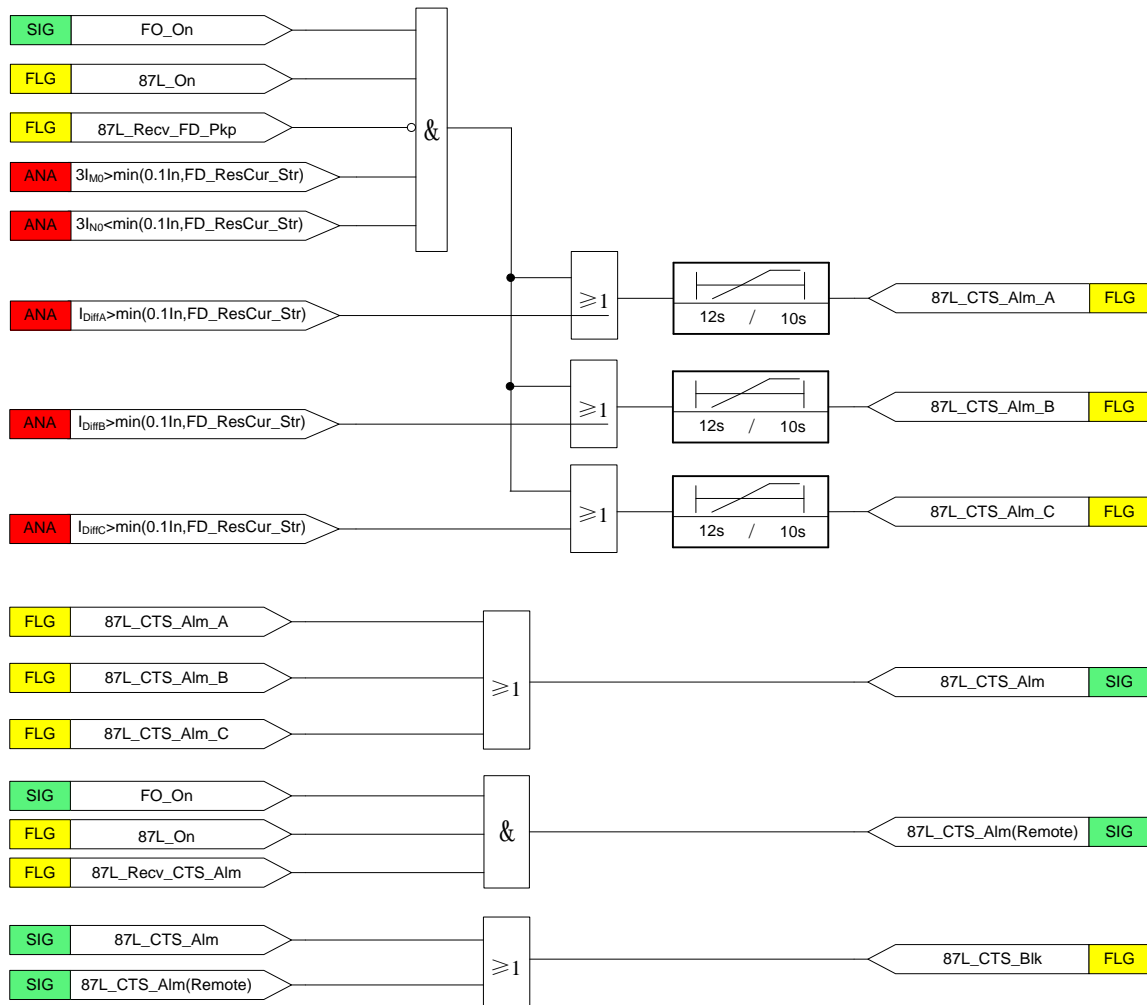 SIG FO_On
FLG 87L_On
FLG 87L_Recv_FD_Pkp
&
ANA 3IM0>min(0.1In,FD_ResCur_Str)
ANA 3IN0<min(0.1In,FD_ResCur_Str)
ANA IDiffA>min(0.1In,FD_ResCur_Str)
≥1
12s / 10s
87L_CTS_Alm_A FLG
ANA IDiffB>min(0.1In,FD_ResCur_Str)
≥1
12s / 10s
87L_CTS_Alm_B FLG
ANA IDiffC>min(0.1In,FD_ResCur_Str)
≥1
12s / 10s
87L_CTS_Alm_C FLG
FLG 87L_CTS_Alm_A
FLG 87L_CTS_Alm_B
FLG 87L_CTS_Alm_C
≥1
87L_CTS_Alm SIG
SIG FO_On
FLG 87L_On
FLG 87L_Recv_CTS_Alm
&
87L_CTS_Alm(Remote) SIG
SIG 87L_CTS_Alm
SIG 87L_CTS_Alm(Remote)
≥1
87L_CTS_Blk FLG